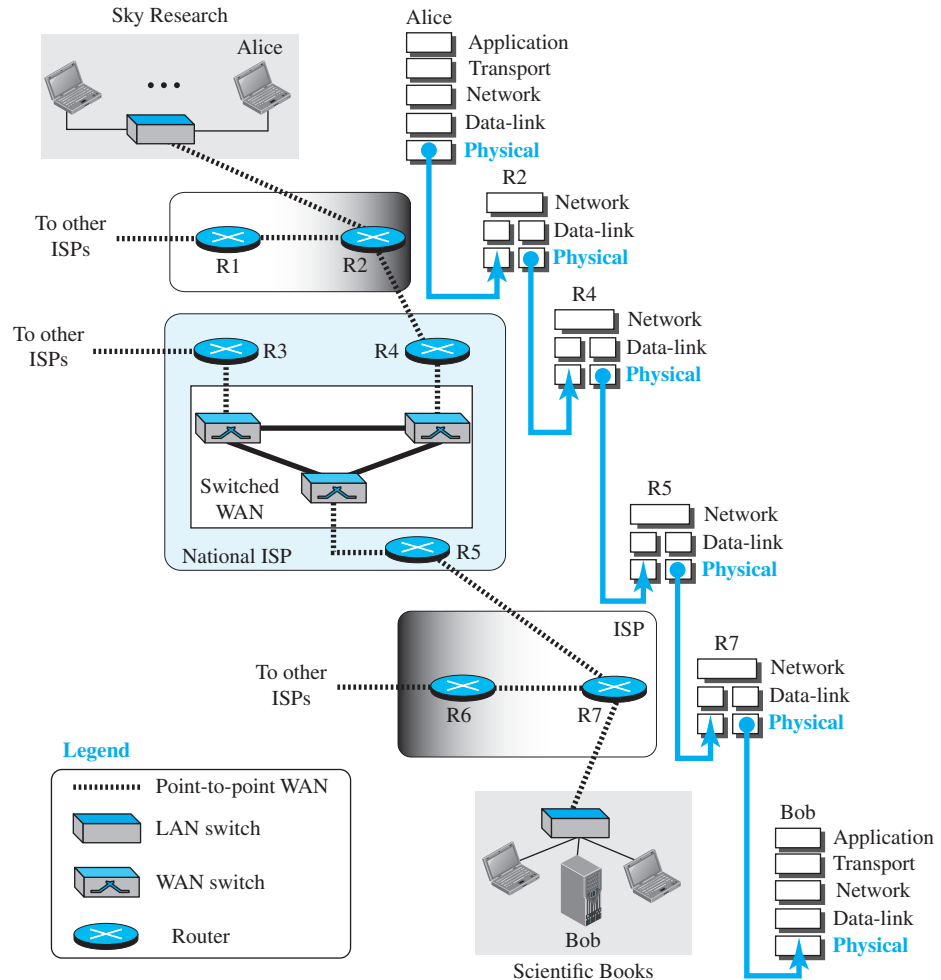 Sky Research
Alice
Alice
Application
Transport
Network
Data-link
Physical
R2
Network
Data-link
Physical
To other
ISPs
R1
R2
R4
Network
Data-link
Physical
To other
ISPs
R3
R4
Switched
WAN
National ISP
R5
R5
Network
Data-link
Physical
ISP
To other
ISPs
R6
R7
R7
Network
Data-link
Physical
Legend
Point-to-point WAN
LAN switch
WAN switch
Router
Bob
Scientific Books
Bob
Application
Transport
Network
Data-link
Physical